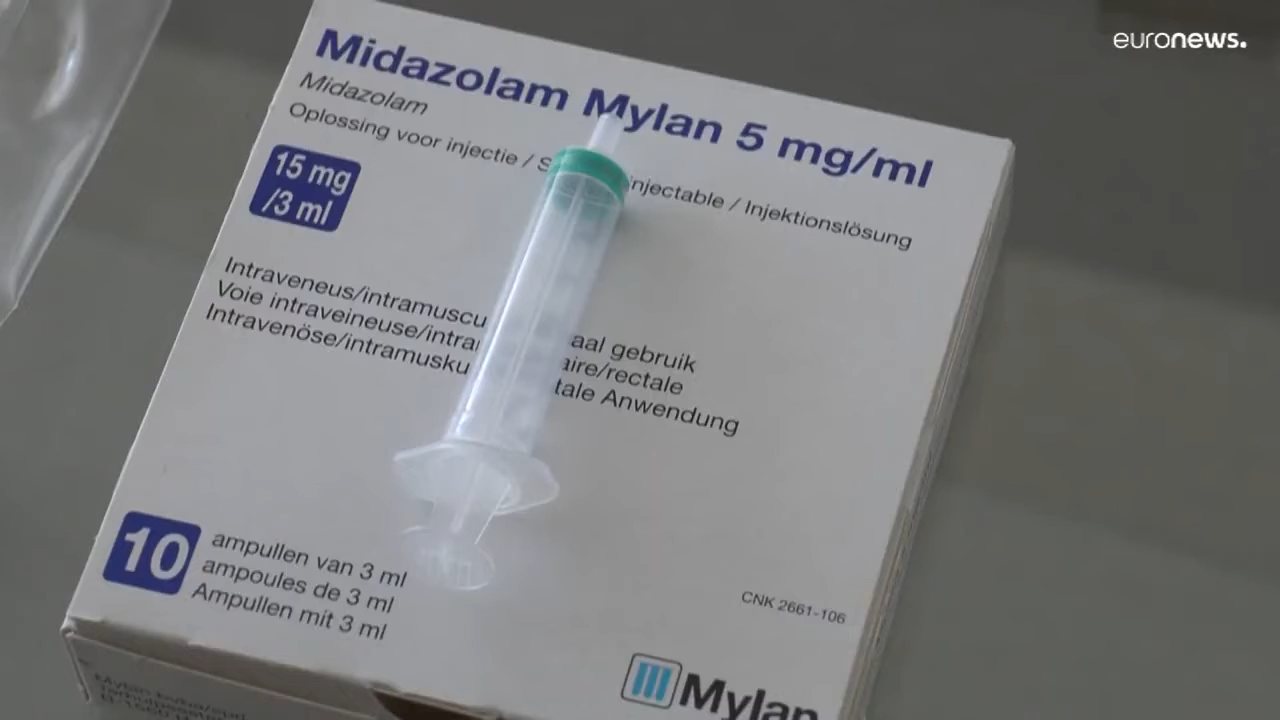 euronews.
Midazolam Mylan 5 mg/ml
Midazolam
Oplossing voor injectie / S injectable / Injektionslösung
15 mg
/3 ml
Intraveneus/intramuscu aal gebruik
Voie intraveineuse/intra aire/rectale
Intravenöse/intramusku tale Anwendung
10
ampullen van 3 ml
ampoules de 3 ml
Ampullen mit 3 ml
CNK 2661-106
Mylan